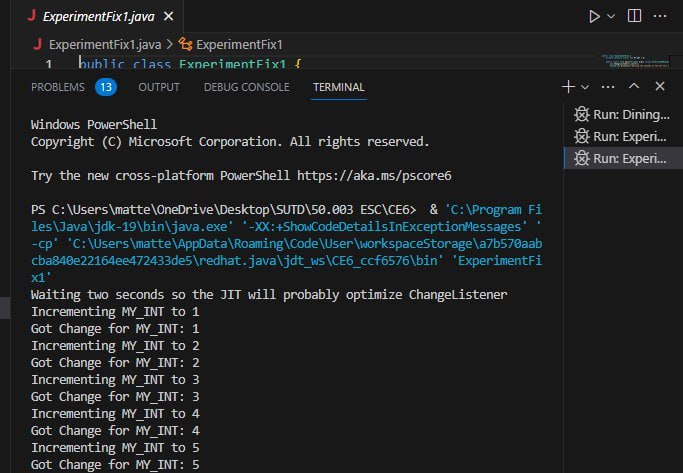 J ExperimentFix1.java
J ExperimentFix1.java > ExperimentFix1
1 public class ExperimentFix1 {
PROBLEMS 13 OUTPUT DEBUG CONSOLE TERMINAL
Run: Dining...
Run: Experi...
Run: Experi...
Windows PowerShell
Copyright (C) Microsoft Corporation. All rights reserved.
Try the new cross-platform PowerShell https://aka.ms/pscore6
PS C:\Users\matte\OneDrive\Desktop\SUTD\50.003 ESC\CE6> & 'C:\Program Fi
les\Java\jdk-19\bin\java.exe' '-XX:+ShowCodeDetailsInExceptionMessages' '
-cp' 'C:\Users\matte\AppData\Roaming\Code\User\workspaceStorage\a7b570aab
cba840e22164ee472433de5\redhat.java\jdt_ws\CE6_ccf6576\bin' 'ExperimentFi
x1'
Waiting two seconds so the JIT will probably optimize ChangeListener
Incrementing MY_INT to 1
Got Change for MY_INT: 1
Incrementing MY_INT to 2
Got Change for MY_INT: 2
Incrementing MY_INT to 3
Got Change for MY_INT: 3
Incrementing MY_INT to 4
Got Change for MY_INT: 4
Incrementing MY_INT to 5
Got Change for MY_INT: 5